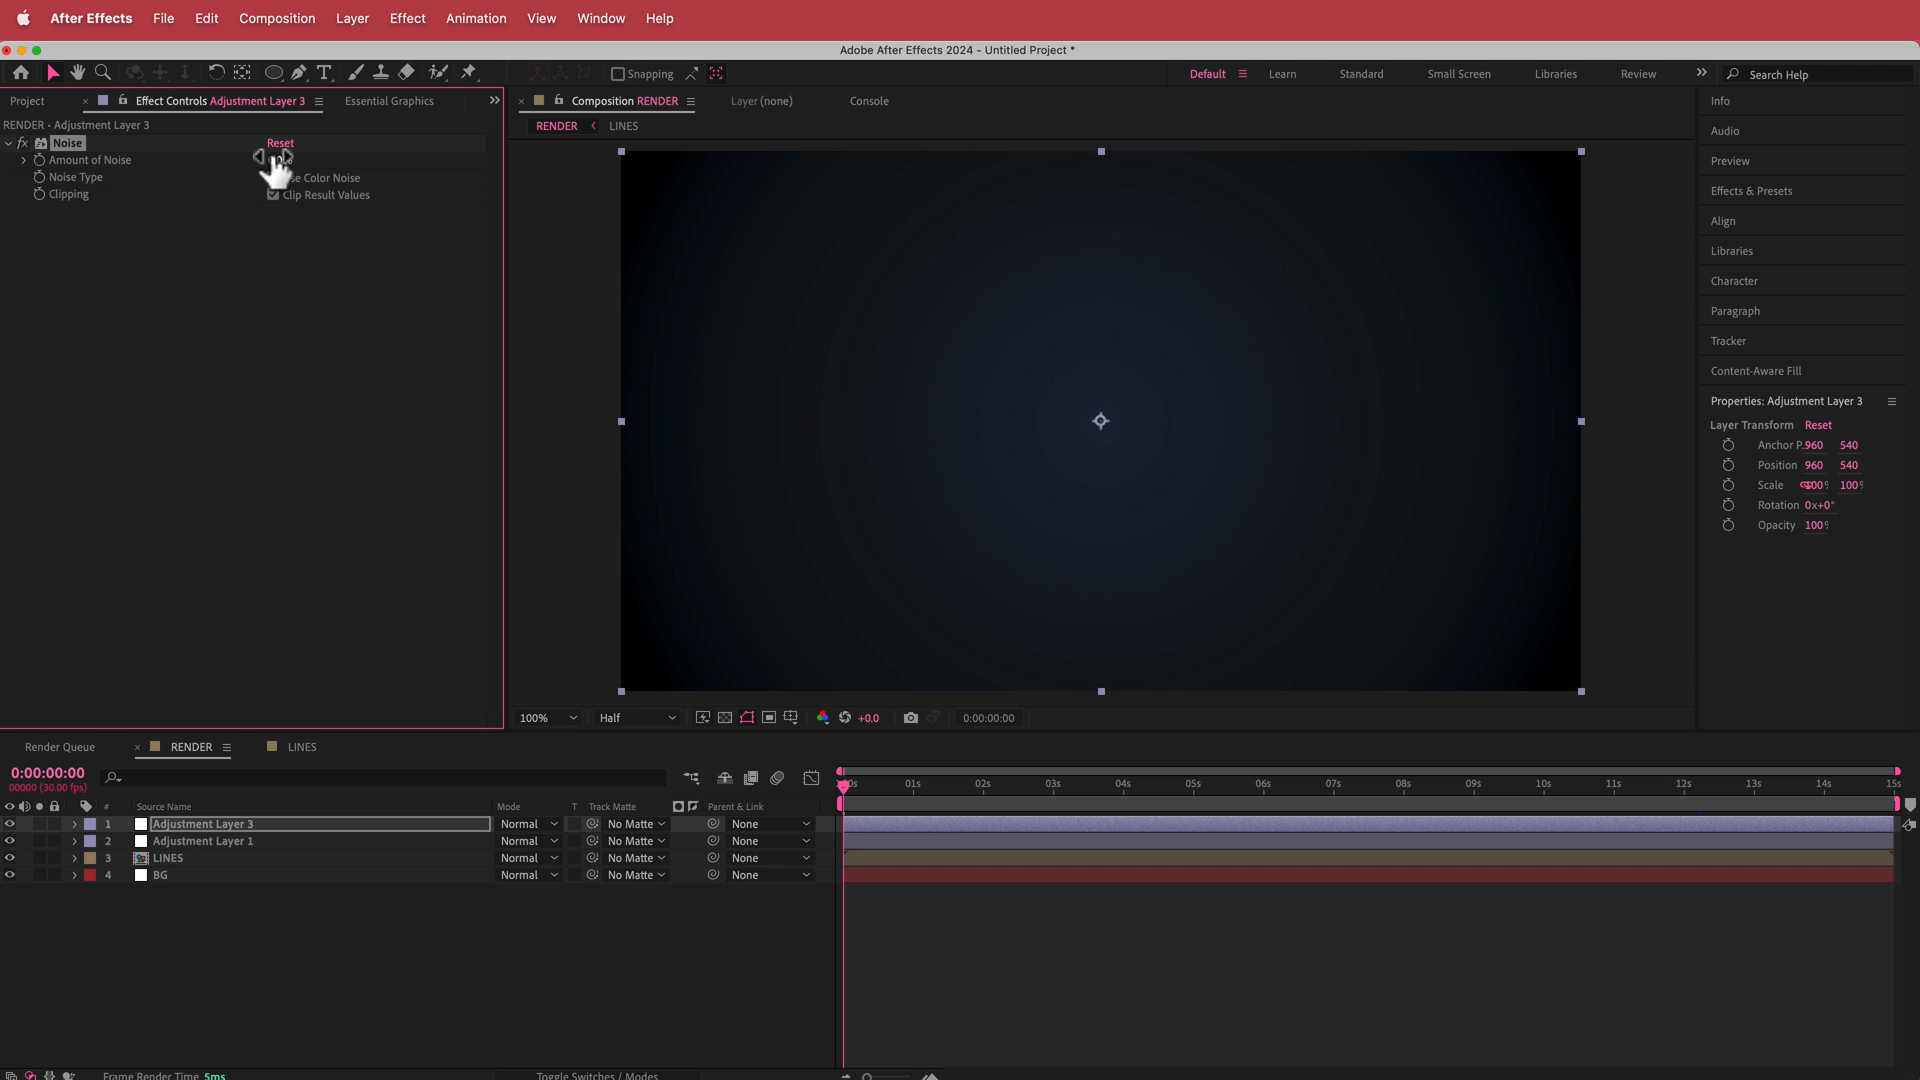 After Effects File Edit Composition Layer Effect Animation View Window Help
Adobe After Effects 2024 - Untitled Project *
Snapping
Default Learn Standard Small Screen Libraries Review Search Help
Project × Effect Controls Adjustment Layer 3 Essential Graphics
RENDER • Adjustment Layer 3
fx Noise Reset
Amount of Noise
Noise Type Color Noise
Clipping Clip Result Values
× Composition RENDER Layer (none) Console
RENDER < LINES
100% Half +0.0 0:00:00:00
Info
Audio
Preview
Effects & Presets
Align
Libraries
Character
Paragraph
Tracker
Content-Aware Fill
Properties: Adjustment Layer 3
Layer Transform Reset
Anchor P.. 960 540
Position 960 540
Scale 100% 100%
Rotation 0x+0°
Opacity 100%
Render Queue × RENDER LINES
0:00:00:00
00000 (30.00 fps)
01s 02s 03s 04s 05s 06s 07s 08s 09s 10s 11s 12s 13s 14s 15s
# Source Name Mode T Track Matte Parent & Link
1 Adjustment Layer 3 Normal No Matte None
2 Adjustment Layer 1 Normal No Matte None
3 LINES Normal No Matte None
4 BG Normal No Matte None
Frame Render Time 5ms Toggle Switches / Modes